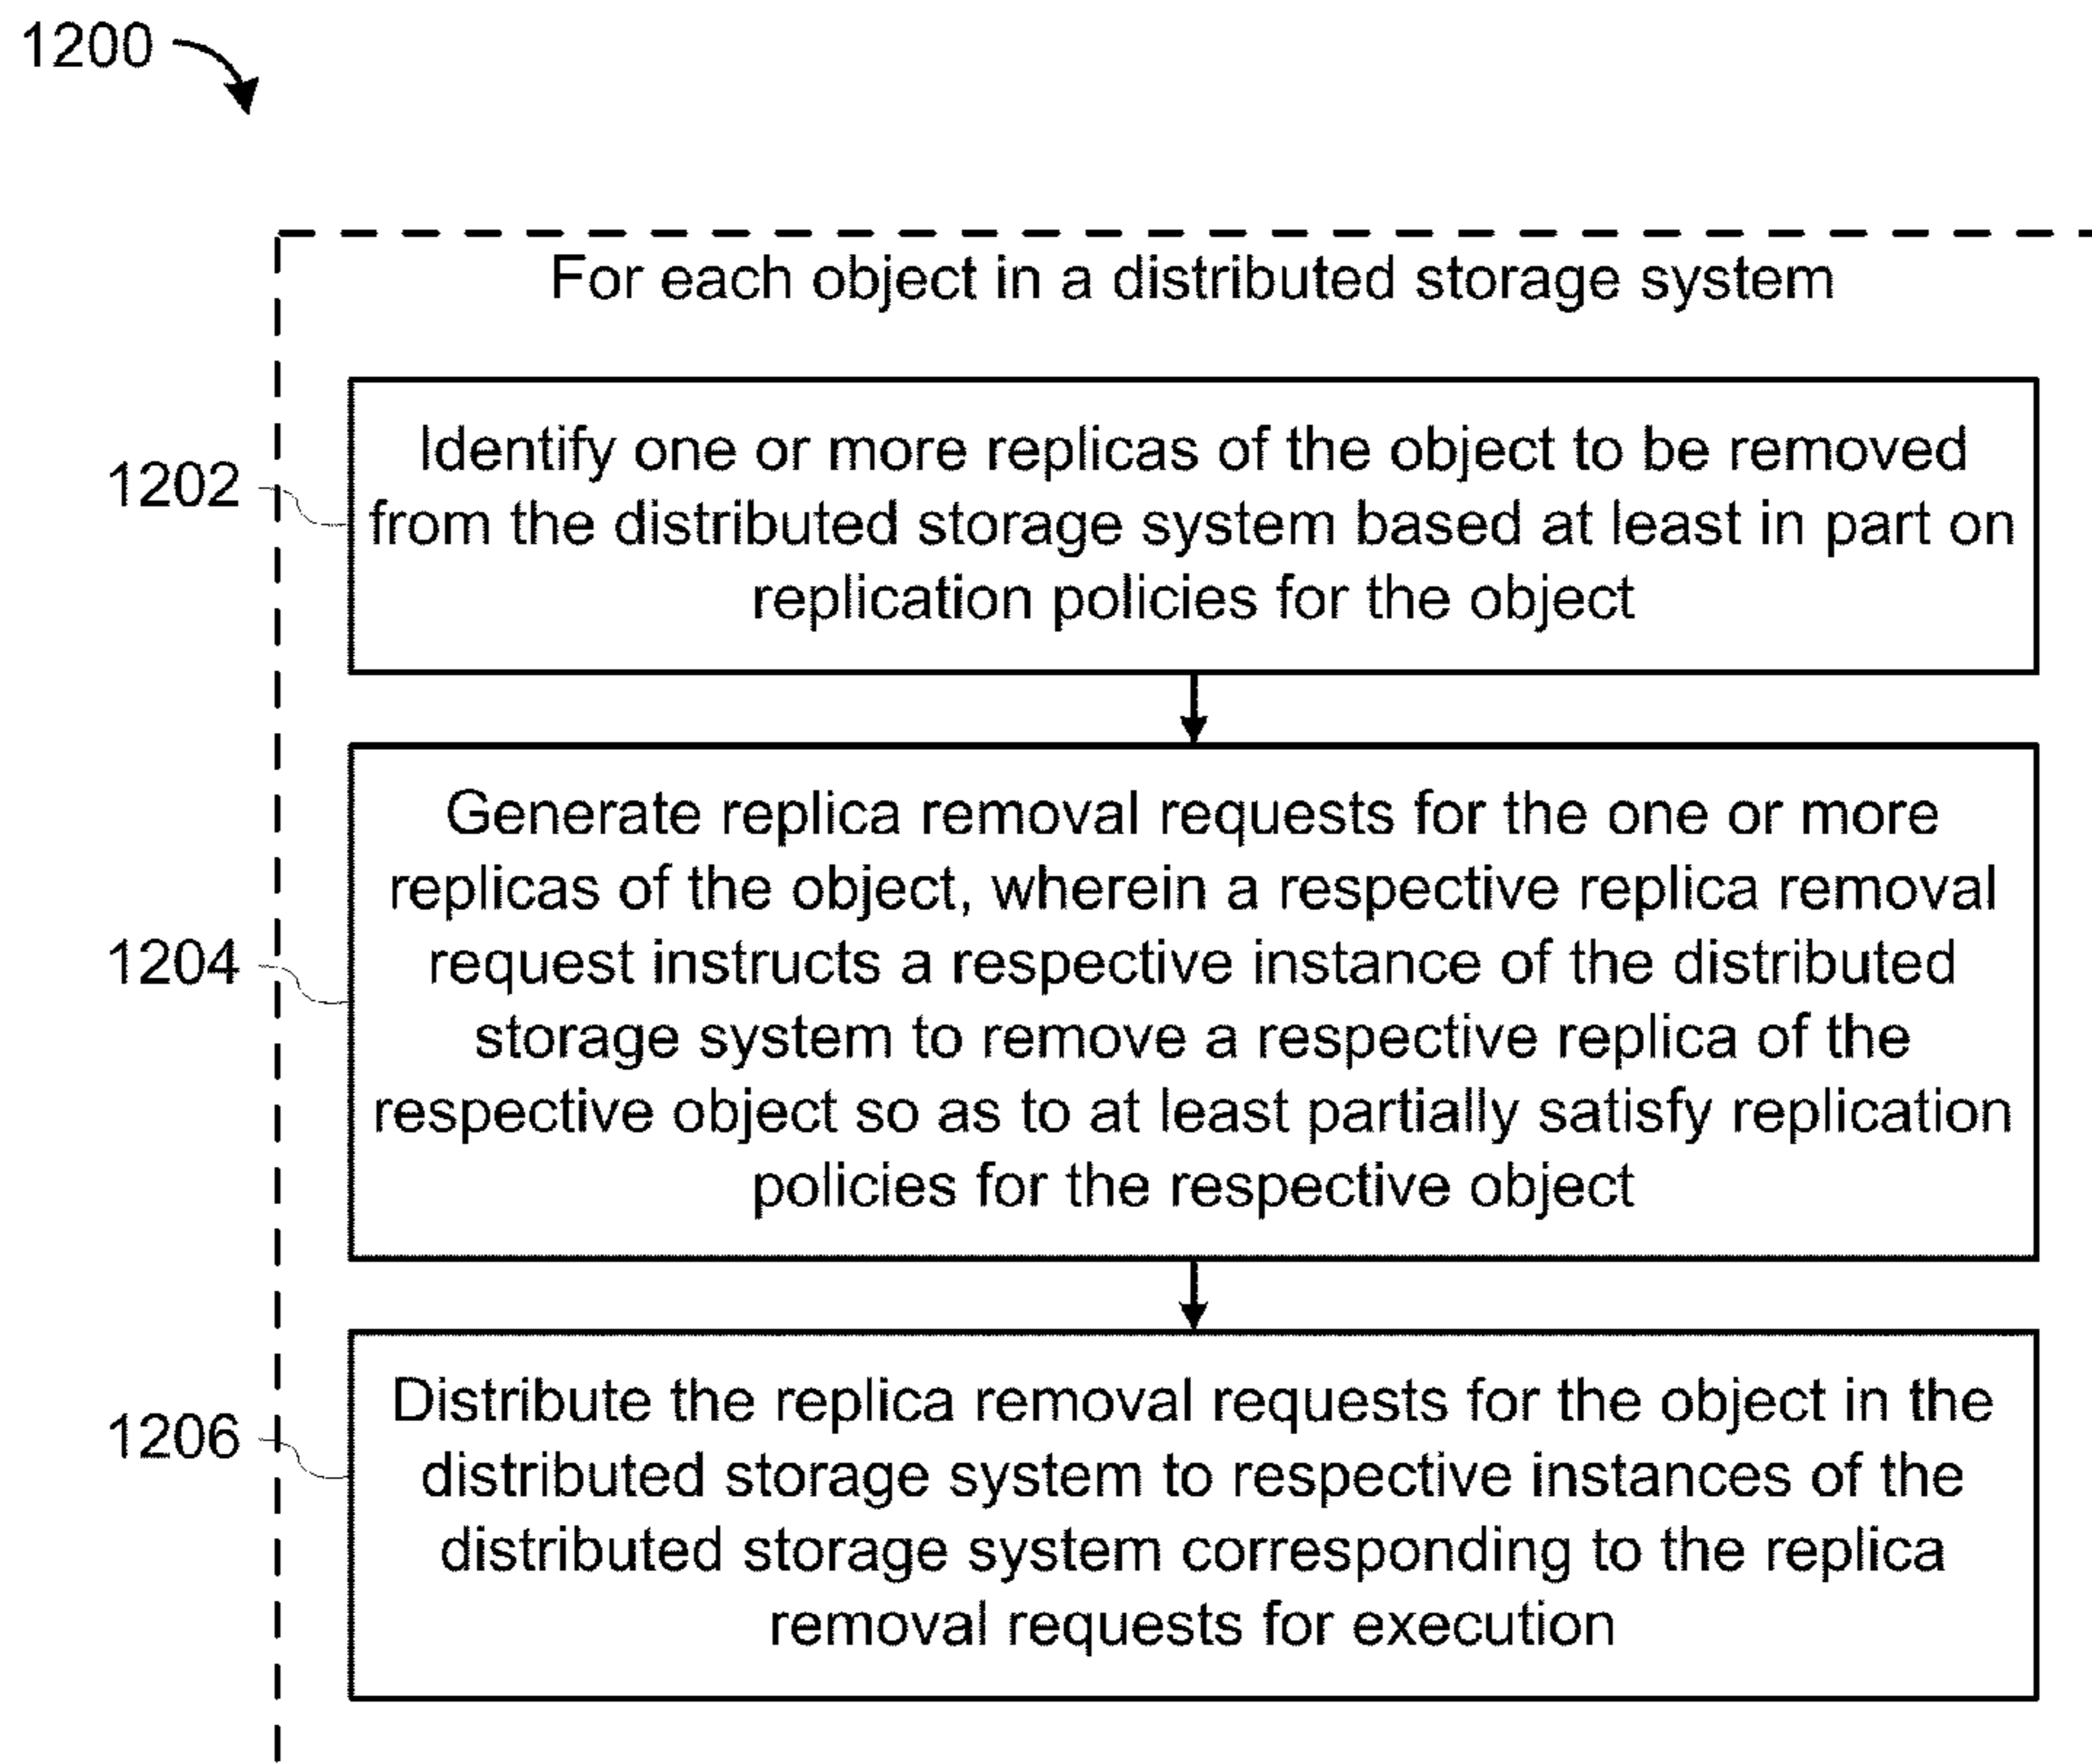 1200
For each object in a distributed storage system
1202
Identify one or more replicas of the object to be removed
from the distributed storage system based at least in part on
replication policies for the object
1204
Generate replica removal requests for the one or more
replicas of the object, wherein a respective replica removal
request instructs a respective instance of the distributed
storage system to remove a respective replica of the
respective object so as to at least partially satisfy replication
policies for the respective object
1206
Distribute the replica removal requests for the object in the
distributed storage system to respective instances of the
distributed storage system corresponding to the replica
removal requests for execution